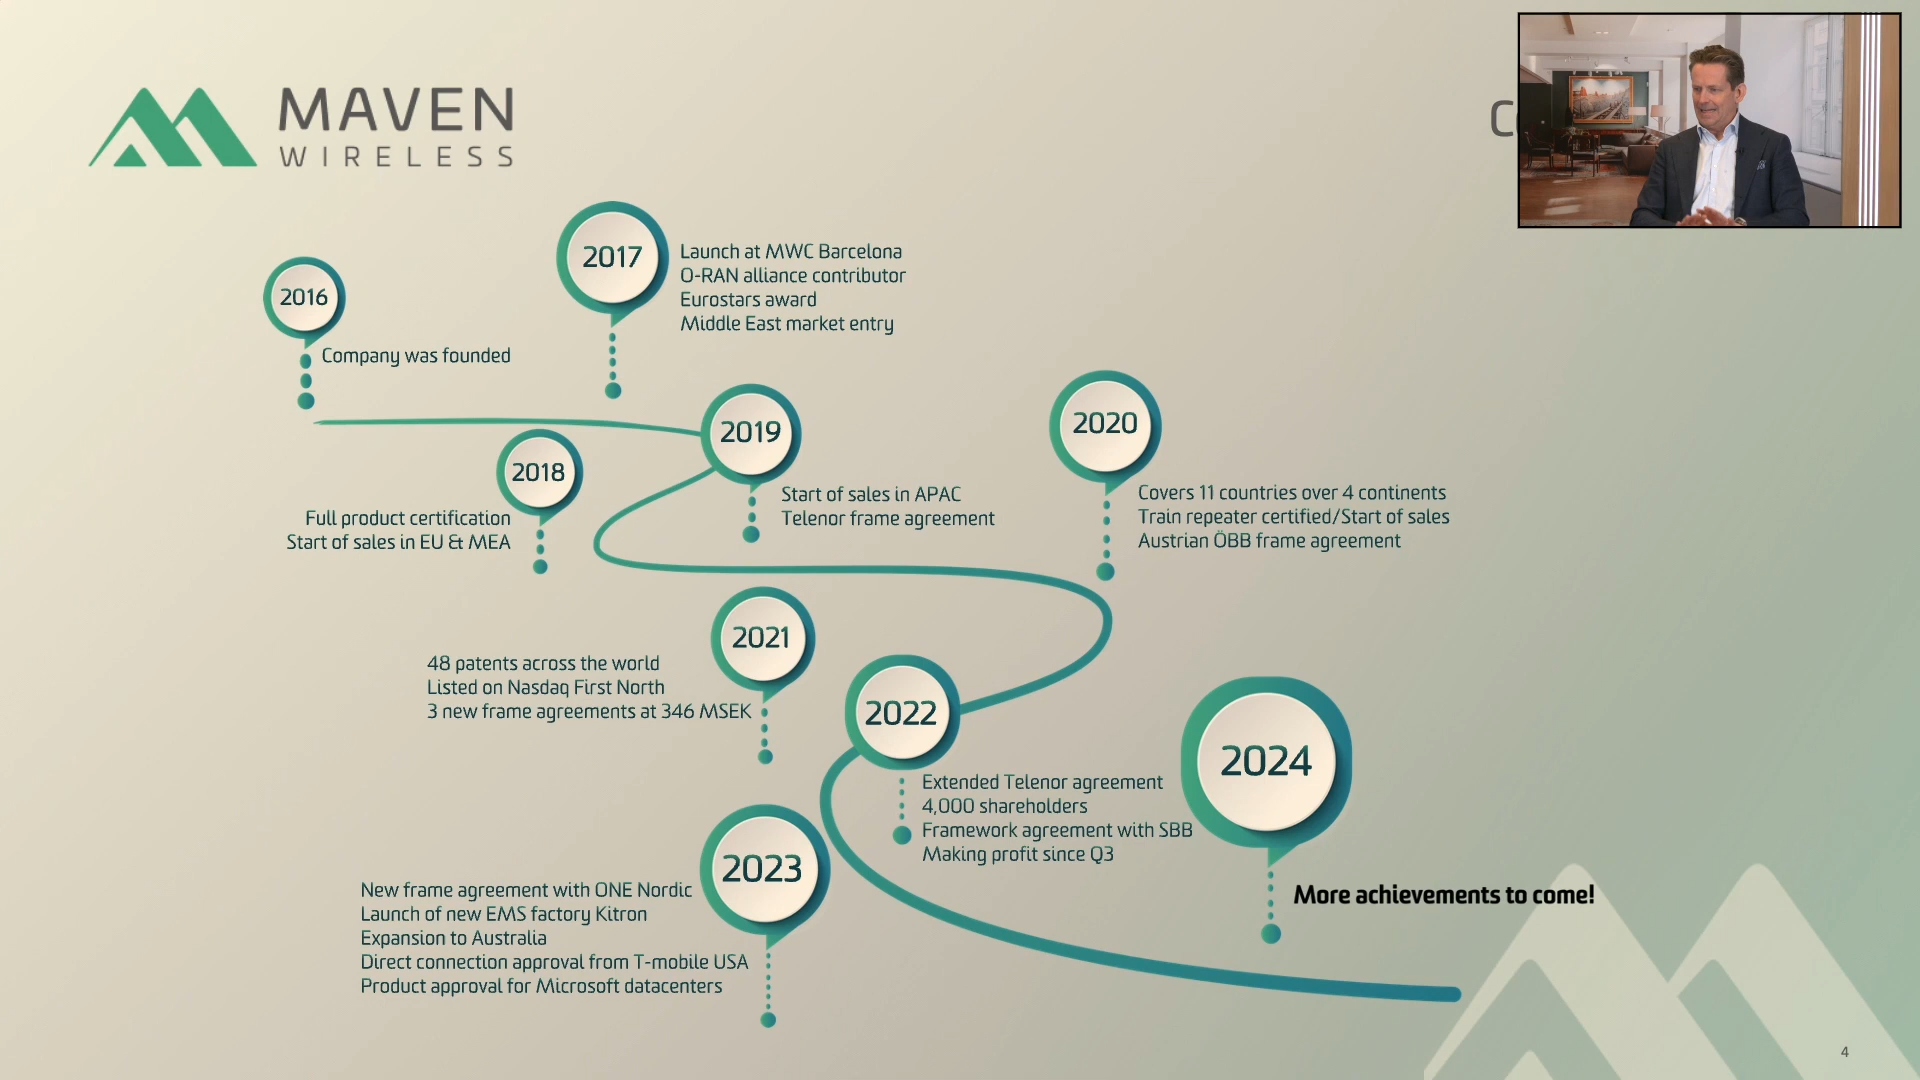 MAVEN
WIRELESS
2016
Company was founded
2017
Launch at MWC Barcelona
O-RAN alliance contributor
Eurostars award
Middle East market entry
2018
Full product certification
Start of sales in EU & MEA
2019
Start of sales in APAC
Telenor frame agreement
2020
Covers 11 countries over 4 continents
Train repeater certified/Start of sales
Austrian ÖBB frame agreement
2021
48 patents across the world
Listed on Nasdaq First North
3 new frame agreements at 346 MSEK
2022
Extended Telenor agreement
4,000 shareholders
Framework agreement with SBB
Making profit since Q3
2023
New frame agreement with ONE Nordic
Launch of new EMS factory Kitron
Expansion to Australia
Direct connection approval from T-mobile USA
Product approval for Microsoft datacenters
2024
More achievements to come!
4